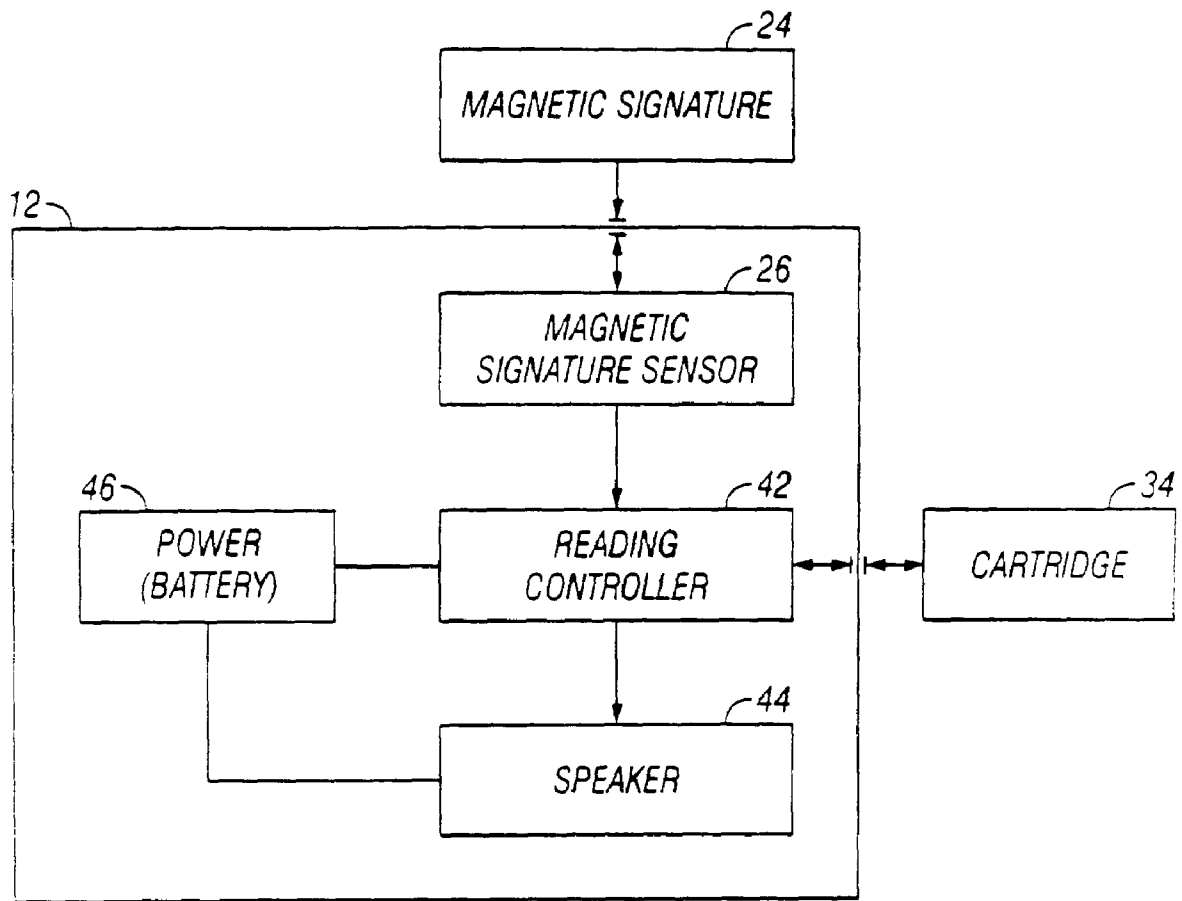 24
MAGNETIC SIGNATURE
12
26
MAGNETIC
SIGNATURE SENSOR
46
POWER
(BATTERY)
42
READING
CONTROLLER
34
CARTRIDGE
44
SPEAKER